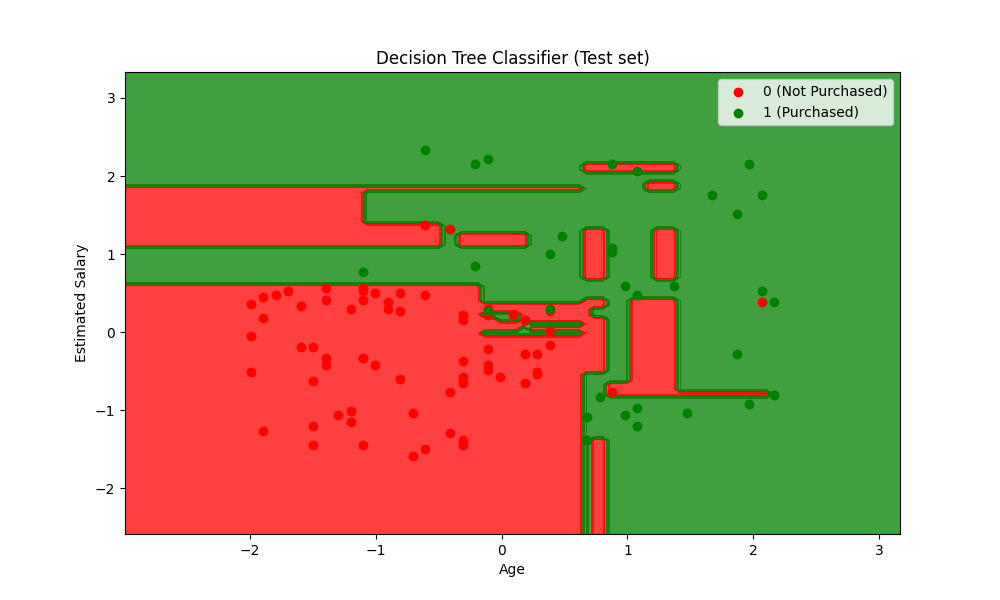 Decision Tree Classifier (Test set)
0 (Not Purchased)
1 (Purchased)
3
2
1
0
−1
−2
Estimated Salary
−2 −1 0 1 2 3
Age